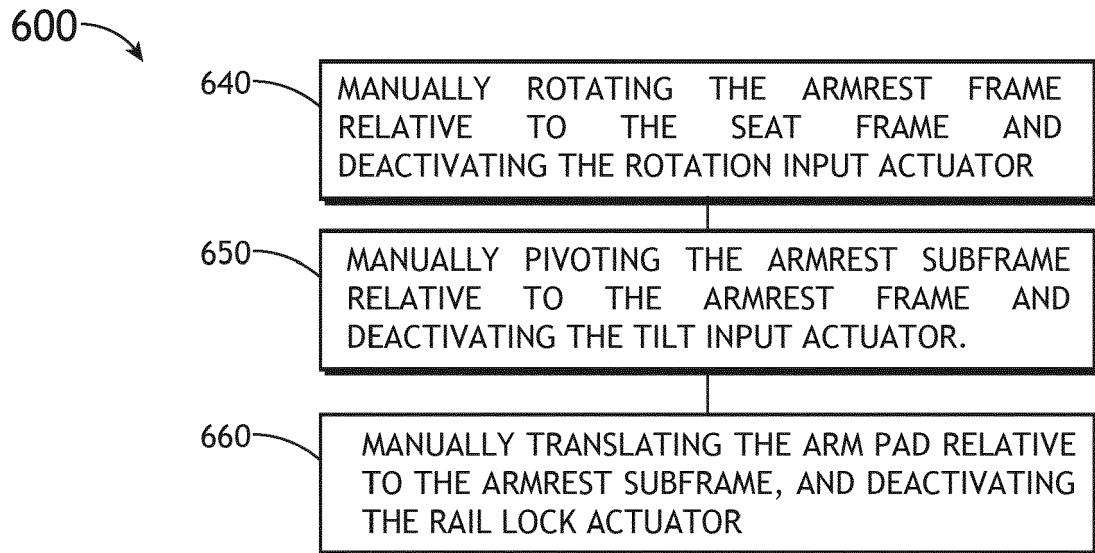 600
640
MANUALLY ROTATING THE ARMREST FRAME
RELATIVE TO THE SEAT FRAME AND
DEACTIVATING THE ROTATION INPUT ACTUATOR
650
MANUALLY PIVOTING THE ARMREST SUBFRAME
RELATIVE TO THE ARMREST FRAME AND
DEACTIVATING THE TILT INPUT ACTUATOR.
660
MANUALLY TRANSLATING THE ARM PAD RELATIVE
TO THE ARMREST SUBFRAME, AND DEACTIVATING
THE RAIL LOCK ACTUATOR